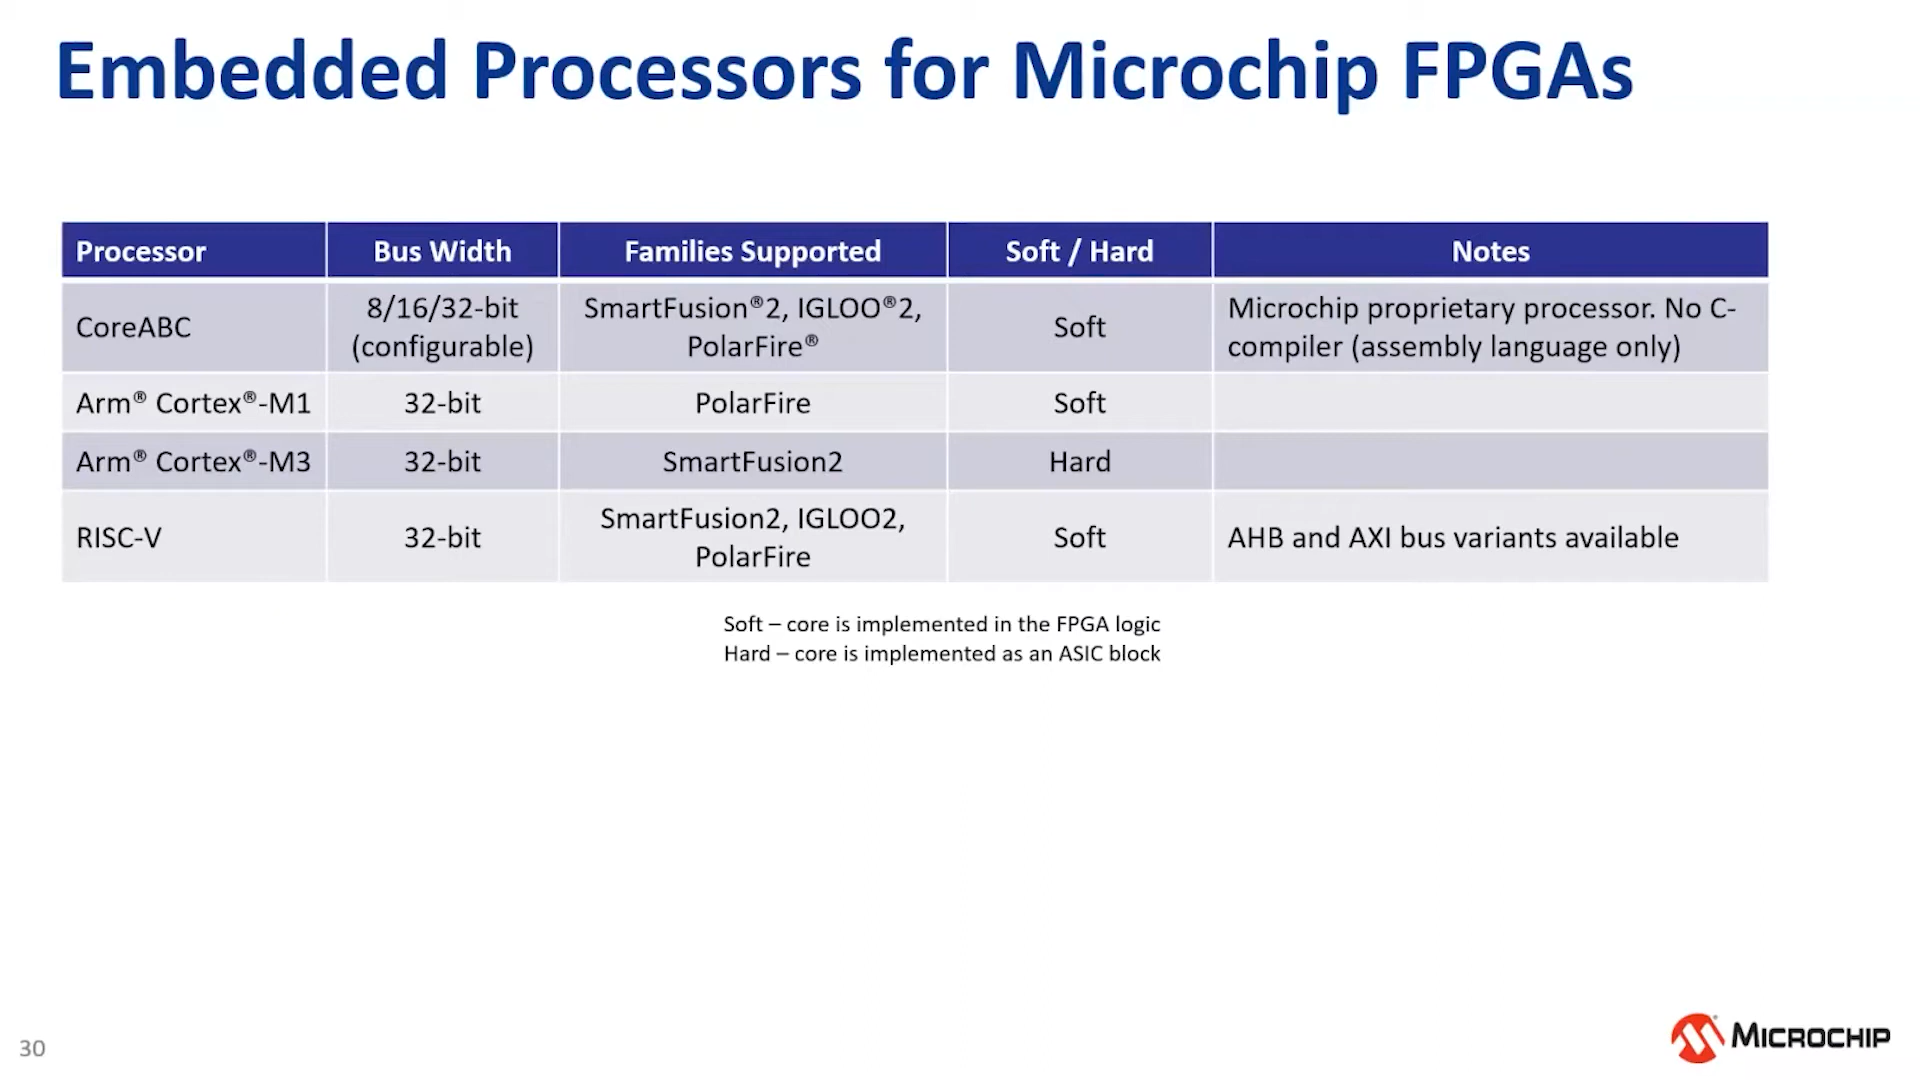 Embedded Processors for Microchip FPGAs
Processor
Bus Width
Families Supported
Soft / Hard
Notes
CoreABC
8/16/32-bit
(configurable)
SmartFusion®2, IGLOO®2,
PolarFire®
Soft
Microchip proprietary processor. No C-
compiler (assembly language only)
Arm® Cortex®-M1
32-bit
PolarFire
Soft
Arm® Cortex®-M3
32-bit
SmartFusion2
Hard
RISC-V
32-bit
SmartFusion2, IGLOO2,
PolarFire
Soft
AHB and AXI bus variants available
Soft – core is implemented in the FPGA logic
Hard – core is implemented as an ASIC block
30
MICROCHIP